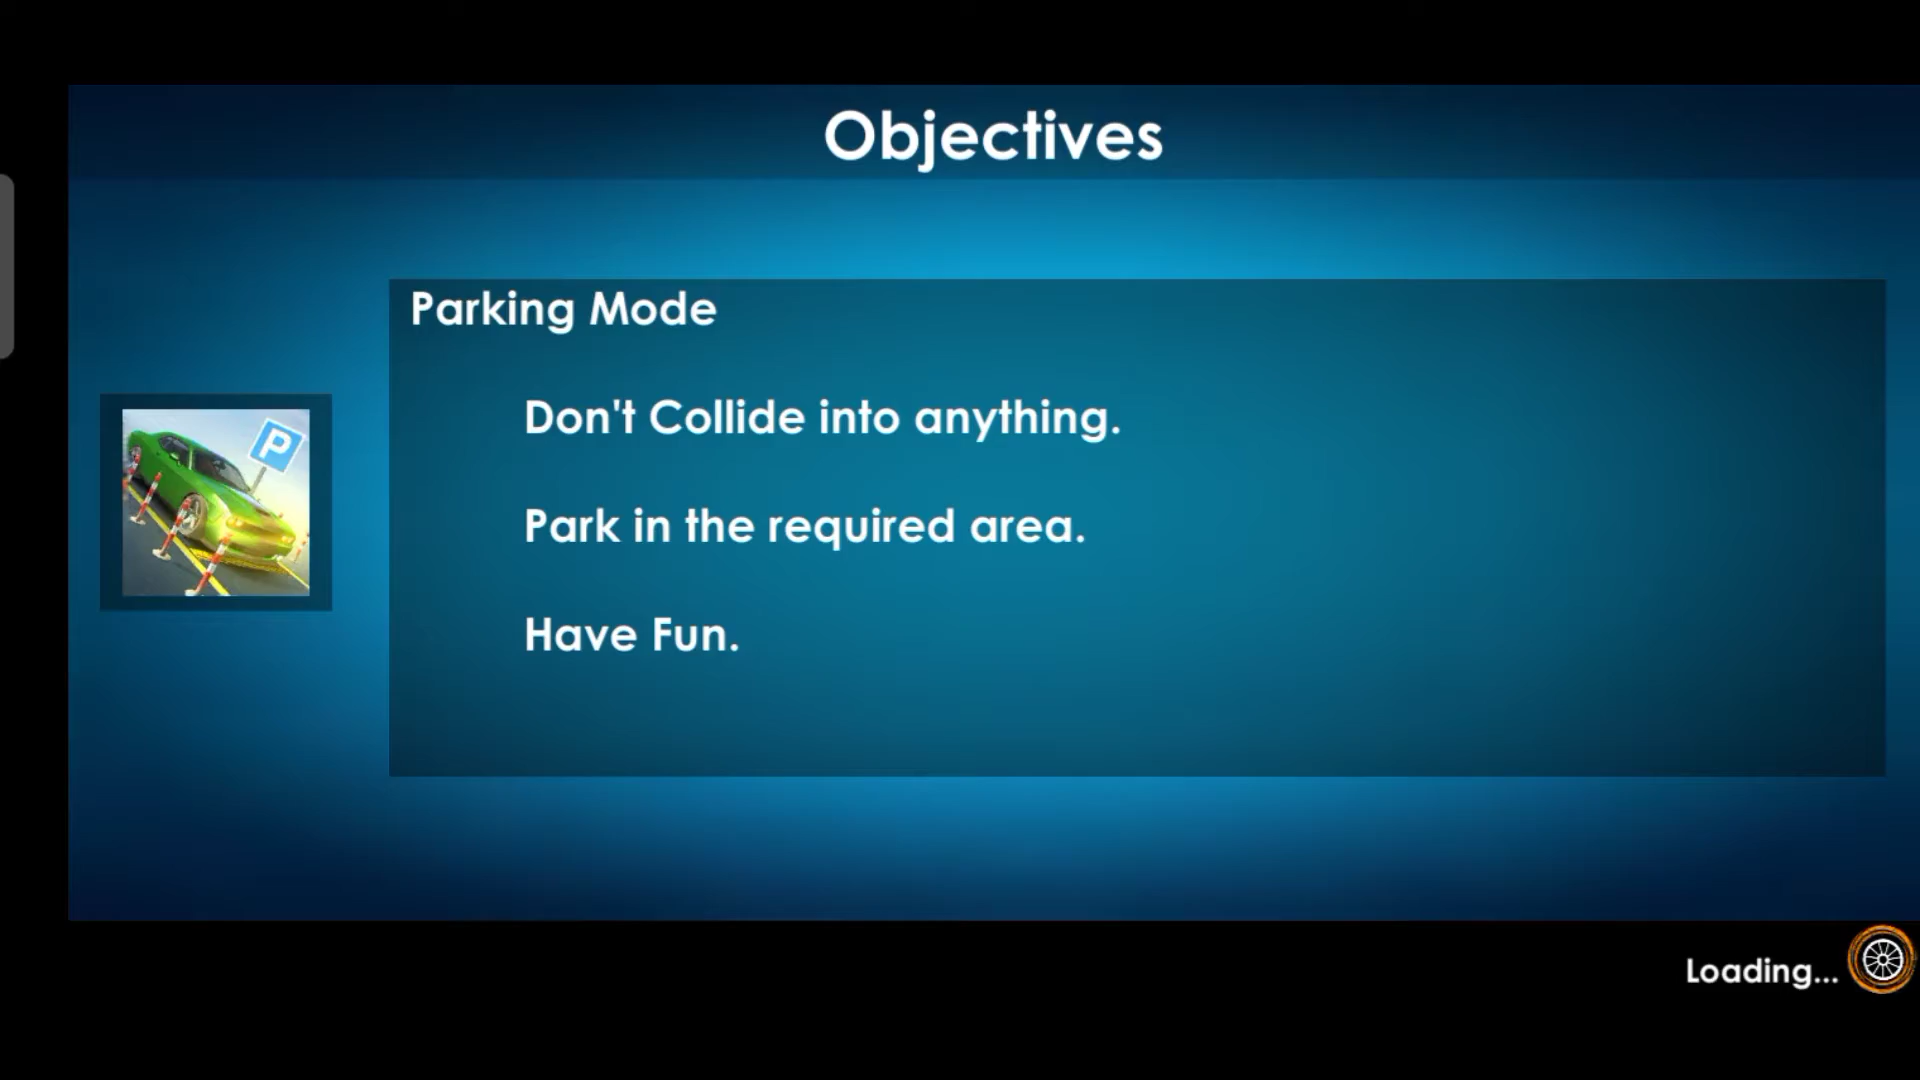 Objectives
Parking Mode
Don't Collide into anything.
P
Park in the required area.
Have Fun.
Loading...